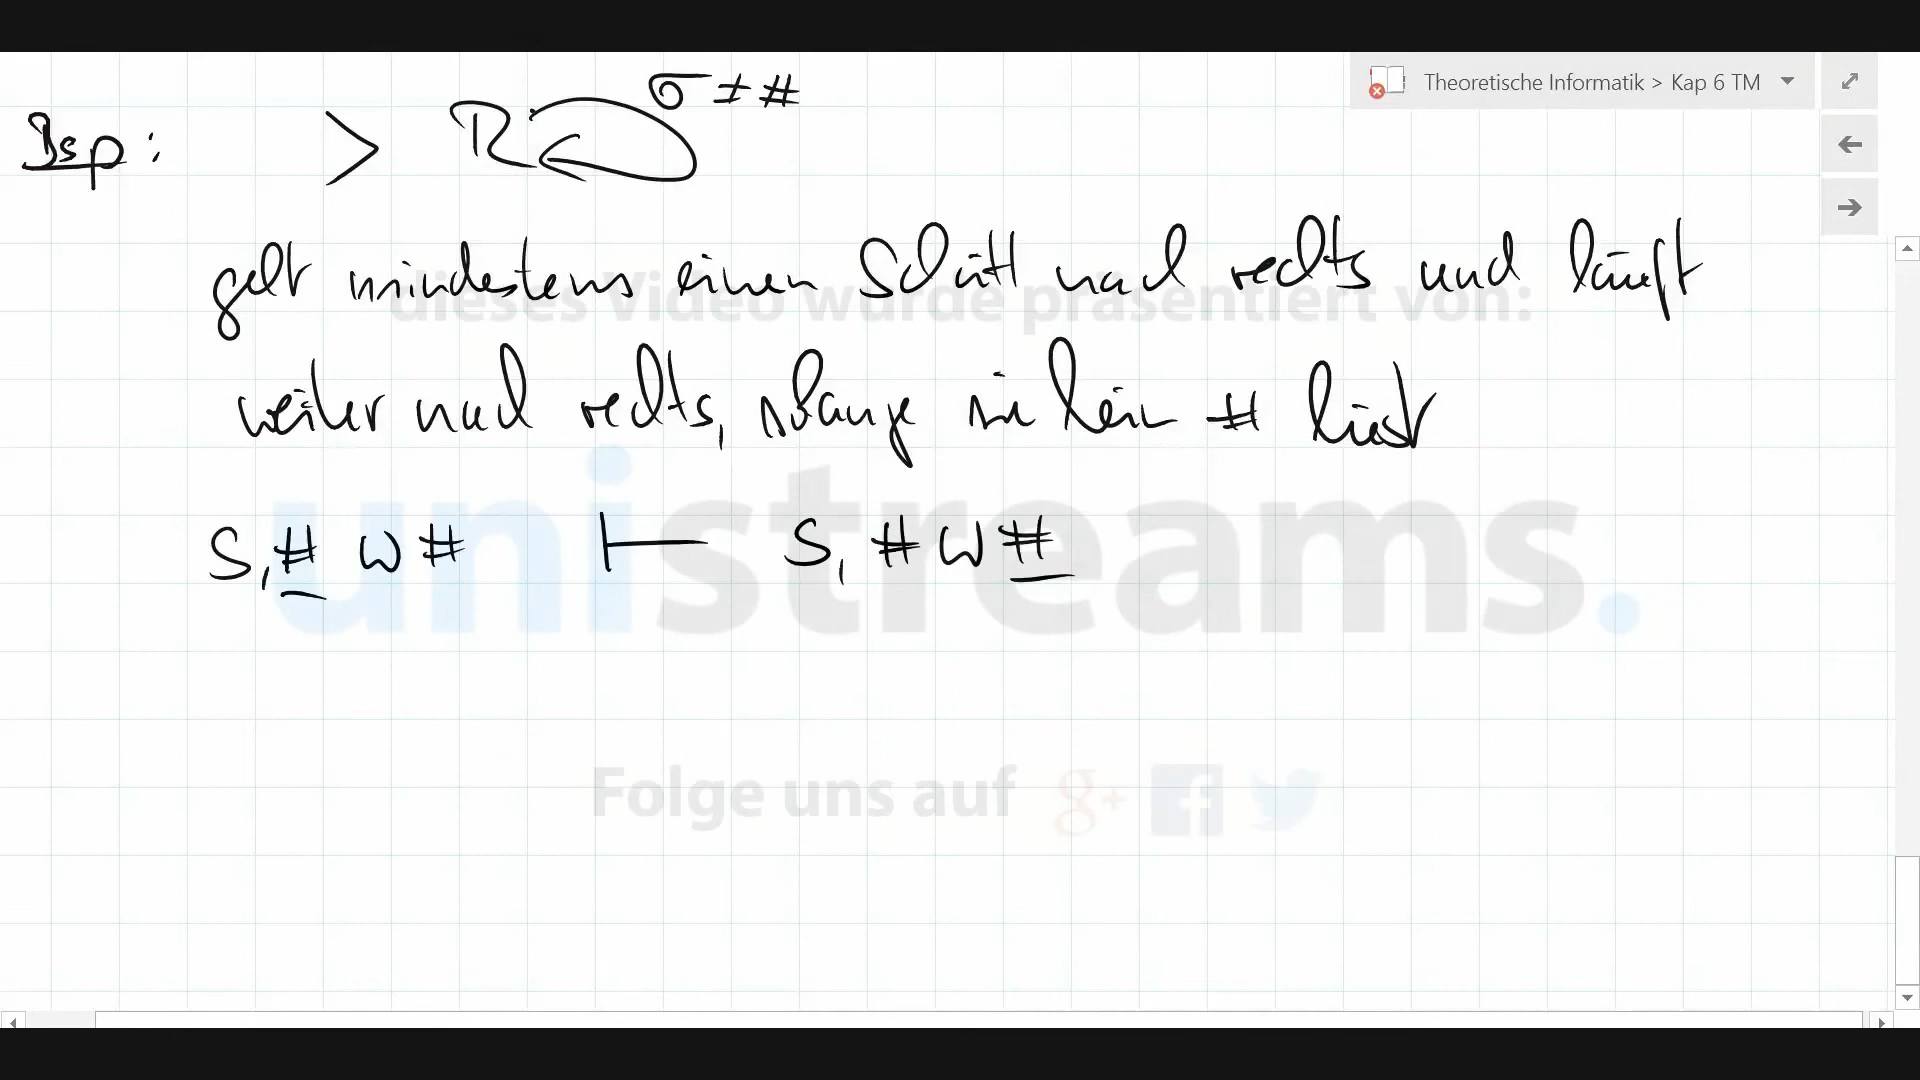 Theoretische Informatik > Kap 6 TM
Bsp: > R σ≠#
geht mindestens einen Schritt nach rechts und läuft
weiter nach rechts, solange sie kein # liest
dieses Video wurde präsentiert von:
s, # w # ⊢ s, # w #
unistreams.
Folge uns auf g+ f